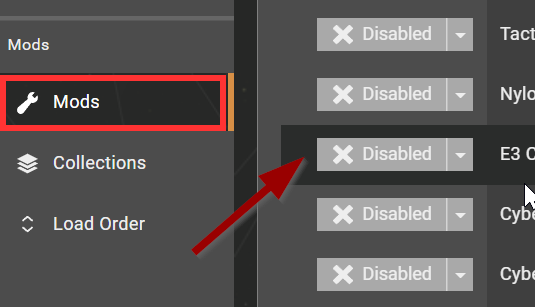 Mods
Mods
Collections
Load Order
Disabled Tact
Disabled Nylo
Disabled E3 C
Disabled Cybe
Disabled Cybe